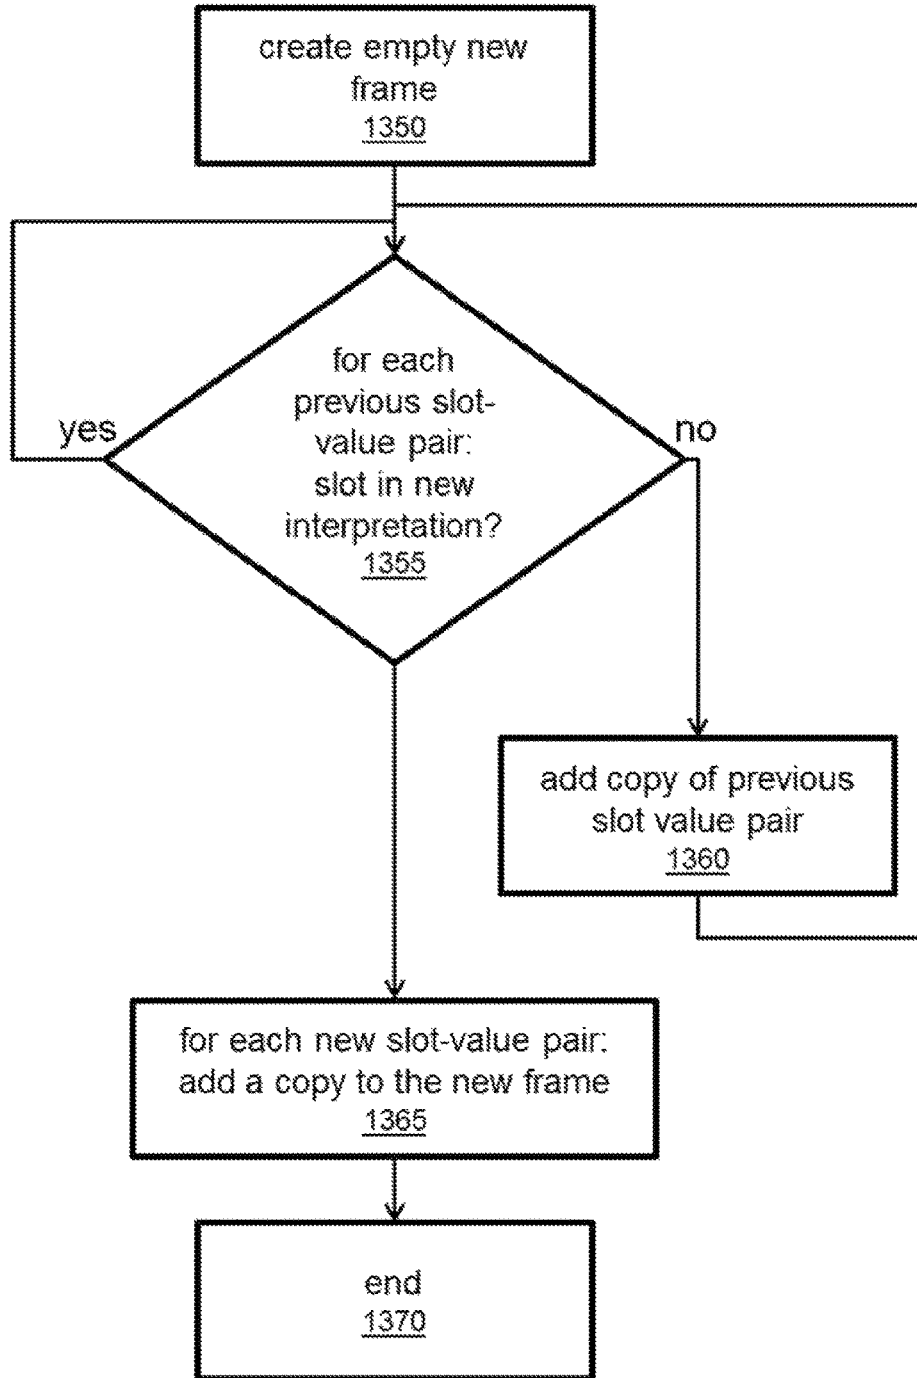 create empty new
frame
1350
for each
previous slot-
value pair:
slot in new
interpretation?
1355
yes
no
add copy of previous
slot value pair
1360
for each new slot-value pair:
add a copy to the new frame
1365
end
1370